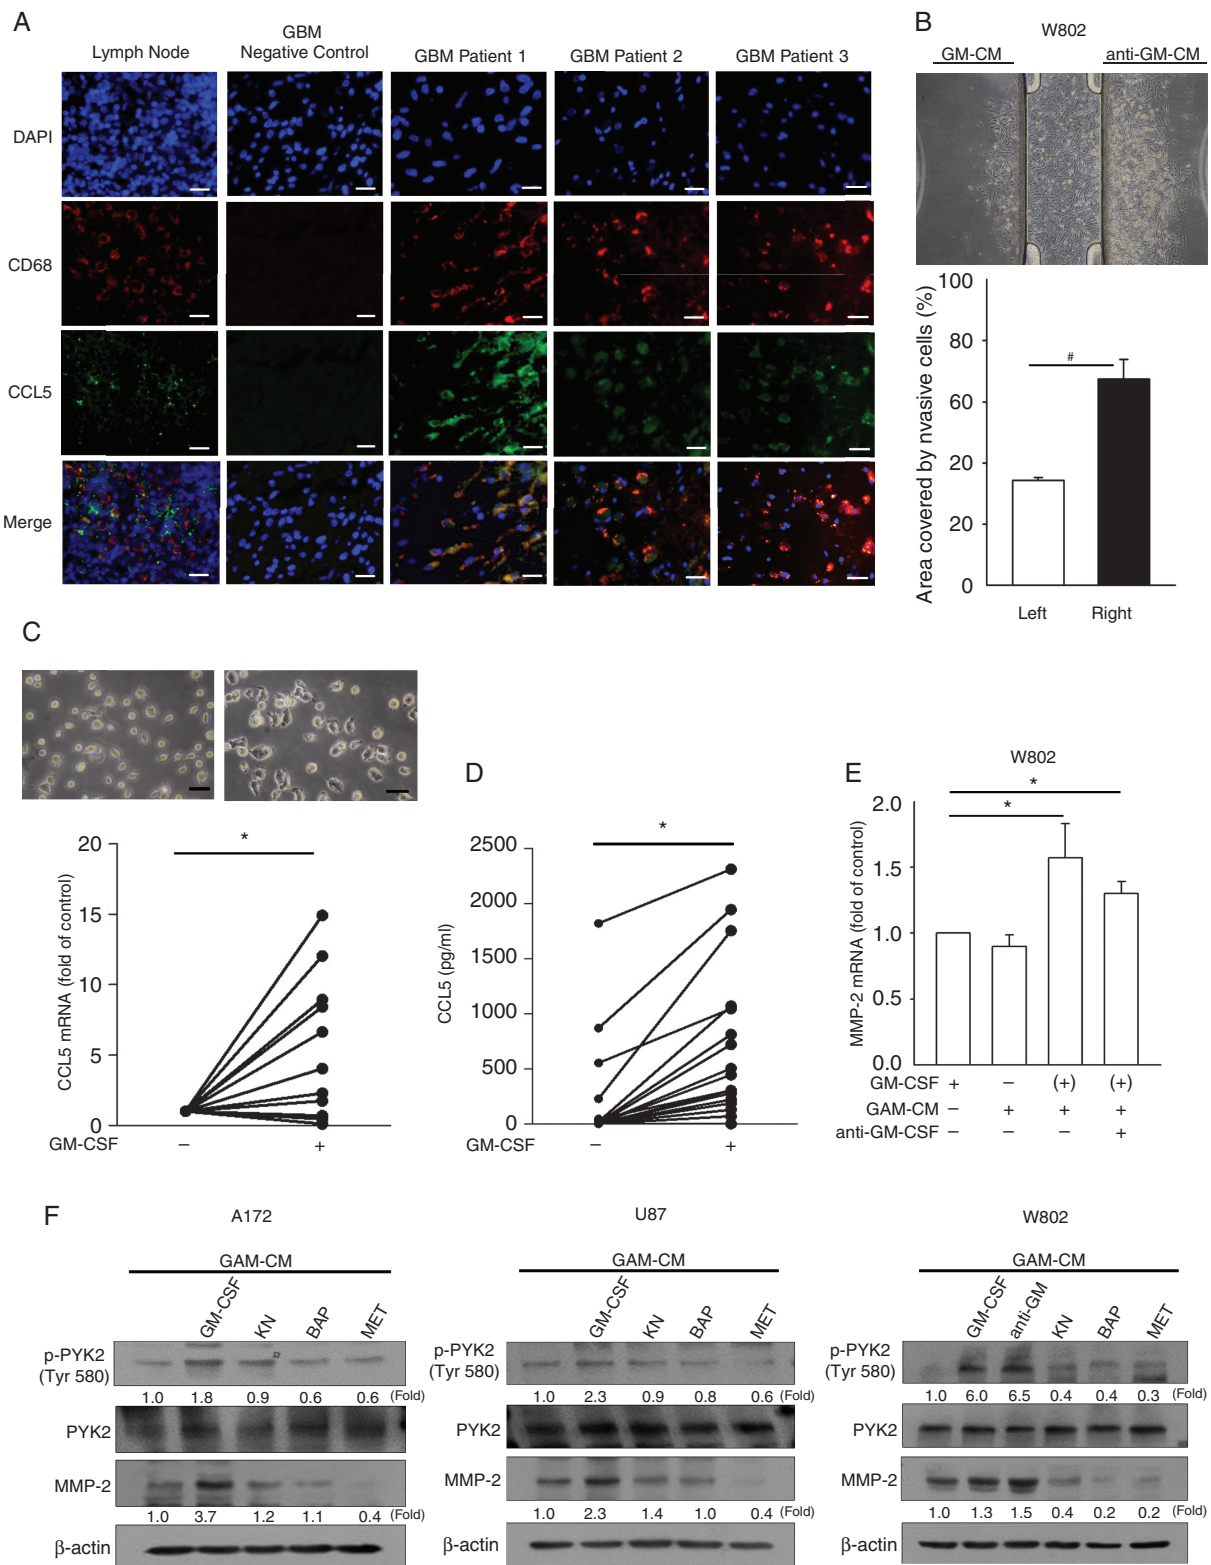 A
Lymph Node
GBM
Negative Control
GBM Patient 1
GBM Patient 2
GBM Patient 3
DAPI
CD68
CCL5
Merge
B
W802
GM-CM
anti-GM-CM
Area covered by nvasive cells (%)
100
80
60
20
20
0
#
Left
Right
C
CCL5 mRNA (fold of control)
20
15
10
5
0
*
GM-CSF
–
+
D
CCL5 (pg/ml)
2500
2000
1500
1000
500
0
*
GM-CSF
–
+
E
W802
MMP-2 mRNA (fold of control)
2.0
1.5
1.0
0.5
0.0
*
*
GM-CSF + – (+) (+)
GAM-CM – + + +
anti-GM-CSF – – – +
F
A172
GAM-CM
GM-CSF KN BAP MET
p-PYK2
(Tyr 580)
1.0 1.8 0.9 0.6 0.6 (Fold)
PYK2
MMP-2
1.0 3.7 1.2 1.1 0.4 (Fold)
β-actin
U87
GAM-CM
GM-CSF KN BAP MET
p-PYK2
(Tyr 580)
1.0 2.3 0.9 0.8 0.6 (Fold)
PYK2
MMP-2
1.0 2.3 1.4 1.0 0.4 (Fold)
β-actin
W802
GAM-CM
GM-CSF anti-GM KN BAP MET
p-PYK2
(Tyr 580)
1.0 6.0 6.5 0.4 0.4 0.3 (Fold)
PYK2
MMP-2
1.0 1.3 1.5 0.4 0.2 0.2 (Fold)
β-actin